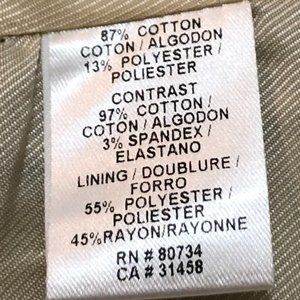 87% COTTON
COTON / ALGODON
13% POLYESTER /
POLIESTER
CONTRAST
97% COTTON /
COTON / ALGODON
3% SPANDEX /
ELASTANO
LINING / DOUBLURE /
FORRO
55% POLYESTER /
POLIESTER
45%RAYON/RAYONNE
RN # 80734
CA # 31458